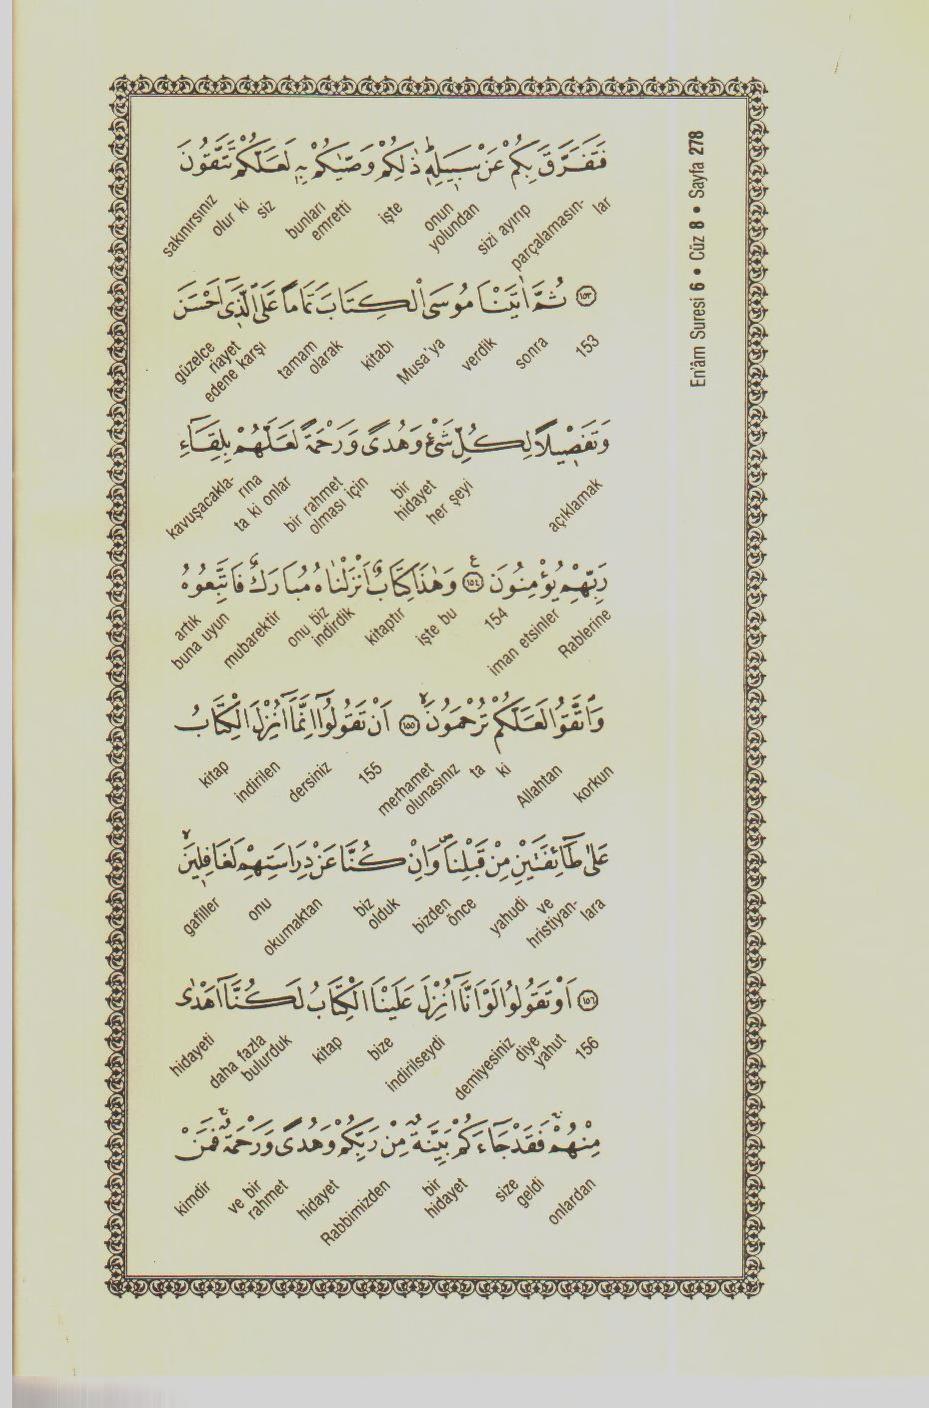 En'âm Suresi 6 • Cüz 8 • Sayfa 278
فَتَفَرَّقَ بِكُمْ عَنْ سَبٖيلِهٖؕ ذٰلِكُمْ وَصّٰيكُمْ بِهٖ لَعَلَّكُمْ تَتَّقُونَ
lar parçalamasın- sizi ayırıp onun yolundan işte bunları emretti siz olur ki sakınırsınız
﴿١٥٣﴾ ثُمَّ اٰتَيْنَا مُوسَى الْكِتَابَ تَمَاماً عَلَى الَّذٖٓي اَحْسَنَ
153 sonra verdik Musa'ya kitabı tamam olarak güzelce riayet edene karşı
وَتَفْصٖيلاً لِكُلِّ شَيْءٍ وَهُدىً وَرَحْمَةً لَعَلَّهُمْ بِلِقَٓاءِ
açıklamak her şeyi bir hidayet bir rahmet olması için ta ki onlar kavuşacakla- rına
رَبِّهِمْ يُؤْمِنُونَ ﴿١٥٤﴾ وَهٰذَا كِتَابٌ اَنْزَلْنَاهُ مُبَارَكٌ فَاتَّبِعُوهُ
Rablerine iman etsinler 154 işte bu kitaptır onu biz indirdik mubarektir artık buna uyun
وَاتَّقُوا لَعَلَّكُمْ تُرْحَمُونَۙ ﴿١٥٥﴾ اَنْ تَقُولُٓوا اِنَّمَٓا اُنْزِلَ الْكِتَابُ
korkun Allahtan ki ta merhamet olunasınız 155 dersiniz indirilen kitap
عَلٰى طَٓائِفَتَيْنِ مِنْ قَبْلِنَاࣕ وَاِنْ كُنَّا عَنْ دِرَاسَتِهِمْ لَغَافِلٖينَۙ
lara ve hristiyan- yahudi bizden önce biz olduk okumaktan onu gafiller
﴿١٥٦﴾ اَوْ تَقُولُوا لَوْ اَنَّٓا اُنْزِلَ عَلَيْنَا الْكِتَابُ لَكُنَّٓا اَهْدٰى
156 yahut diye demiyesiniz indirilseydi bize kitap daha fazla bulurduk hidayeti
مِنْهُمْۚ فَقَدْ جَٓاءَكُمْ بَيِّنَةٌ مِنْ رَبِّكُمْ وَهُدىً وَرَحْمَةٌۚ فَمَنْ
onlardan size geldi bir hidayet Rabbimizden hidayet ve bir rahmet kimdir